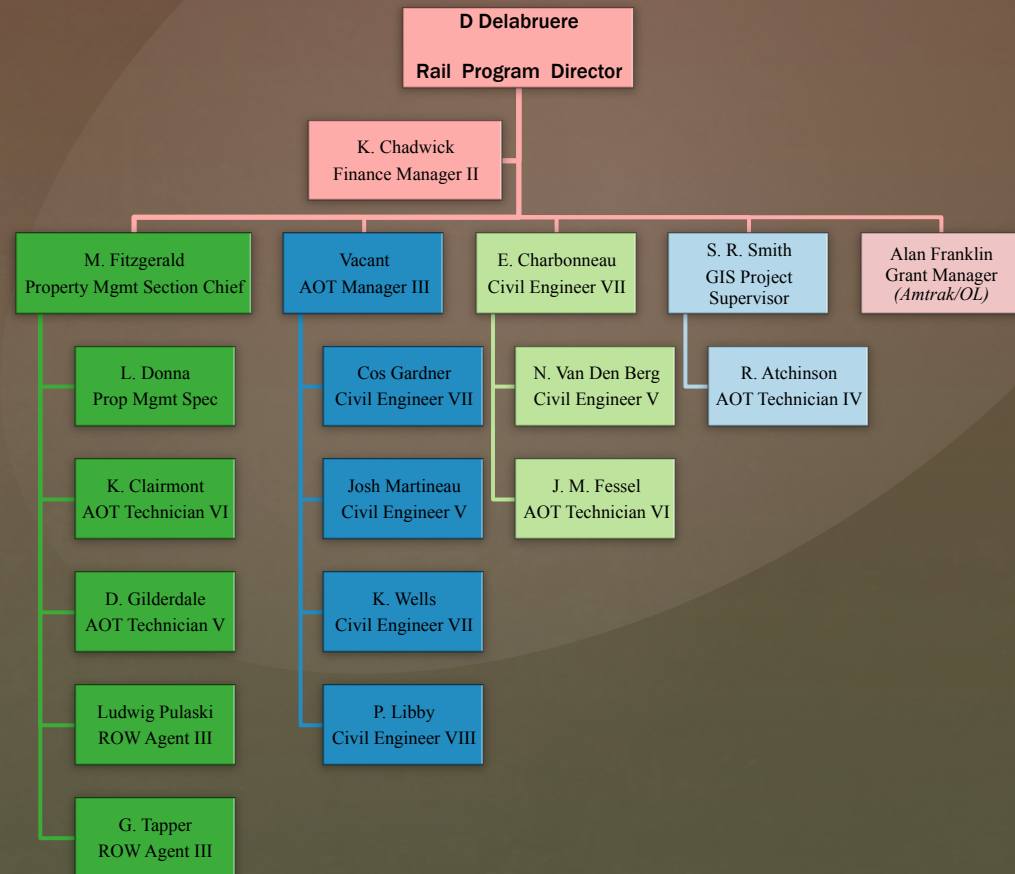 D Delabruere
Rail Program Director
K. Chadwick
Finance Manager II
M. Fitzgerald
Property Mgmt Section Chief
Vacant
AOT Manager III
E. Charbonneau
Civil Engineer VII
S. R. Smith
GIS Project
Supervisor
Alan Franklin
Grant Manager
(Amtrak/OL)
L. Donna
Prop Mgmt Spec
Cos Gardner
Civil Engineer VII
N. Van Den Berg
Civil Engineer V
R. Atchinson
AOT Technician IV
K. Clairmont
AOT Technician VI
Josh Martineau
Civil Engineer V
J. M. Fessel
AOT Technician VI
D. Gilderdale
AOT Technician V
K. Wells
Civil Engineer VII
Ludwig Pulaski
ROW Agent III
P. Libby
Civil Engineer VIII
G. Tapper
ROW Agent III